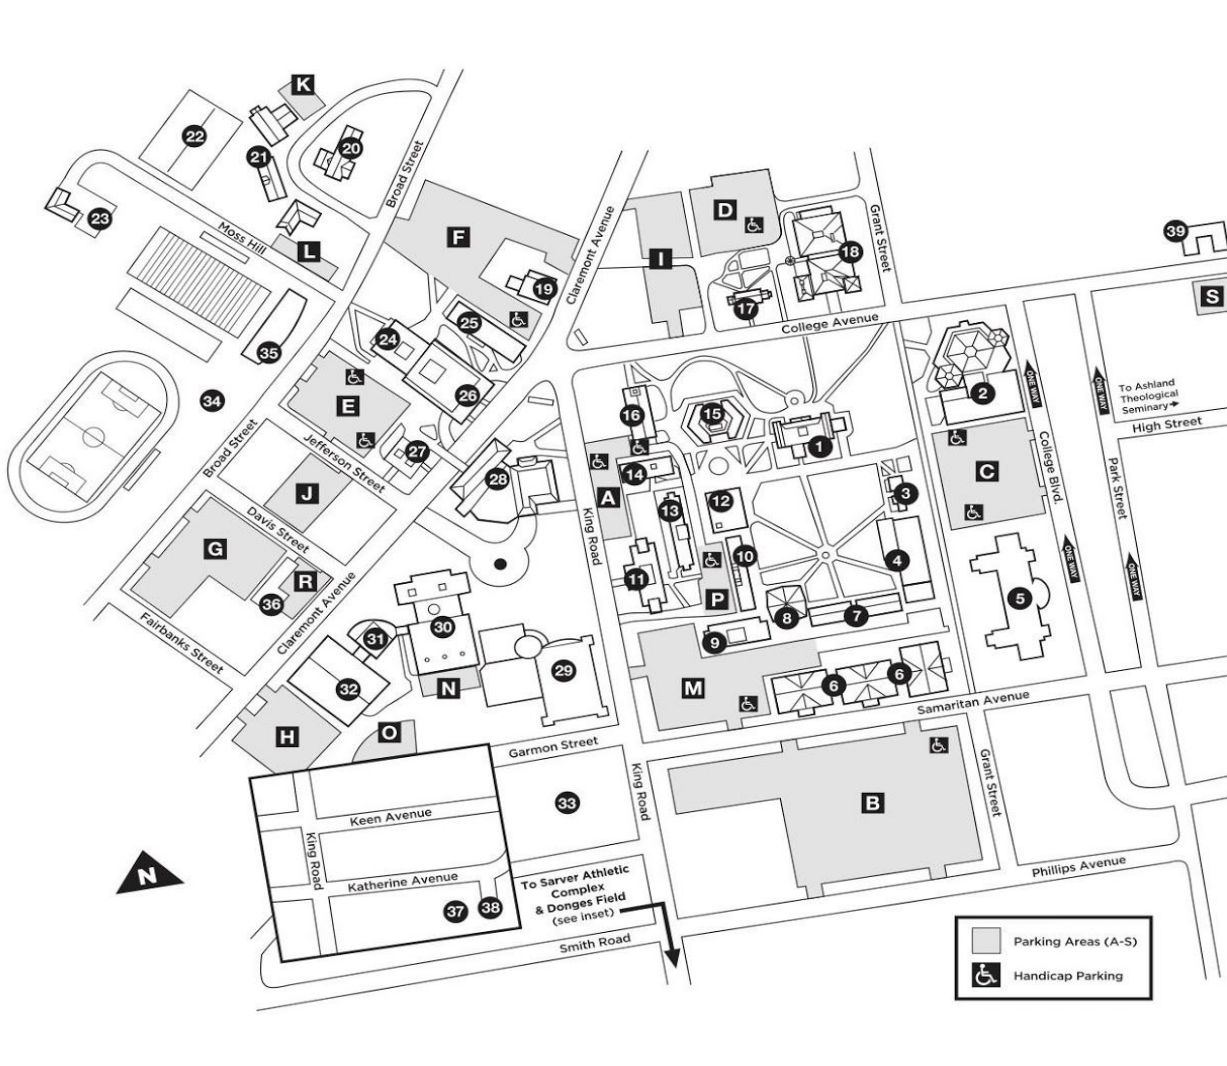 K
22
20
21
Broad Street
23
Moss Hill
L
F
Claremont Avenue
D
I
18
Grant Street
39
S
19
17
College Avenue
25
24
35
26
2
ONE WAY
ONE WAY
To Ashland
Theological
Seminary
High Street
34
E
16
15
1
Broad Street
Jefferson Street
27
28
14
College Blvd.
Park Street
C
J
A
13
12
3
King Road
G
Davis Street
10
4
ONE WAY
ONE WAY
R
36
11
P
5
Fairbanks Street
Claremont Avenue
31
30
9
8
7
32
N
29
M
6
6
Samaritan Avenue
H
O
Garmon Street
King Road
Grant Street
33
B
Keen Avenue
King Road
Katherine Avenue
37
38
N
To Sarver Athletic
Complex
& Donges Field
(see inset)
Smith Road
Phillips Avenue
Parking Areas (A-S)
Handicap Parking